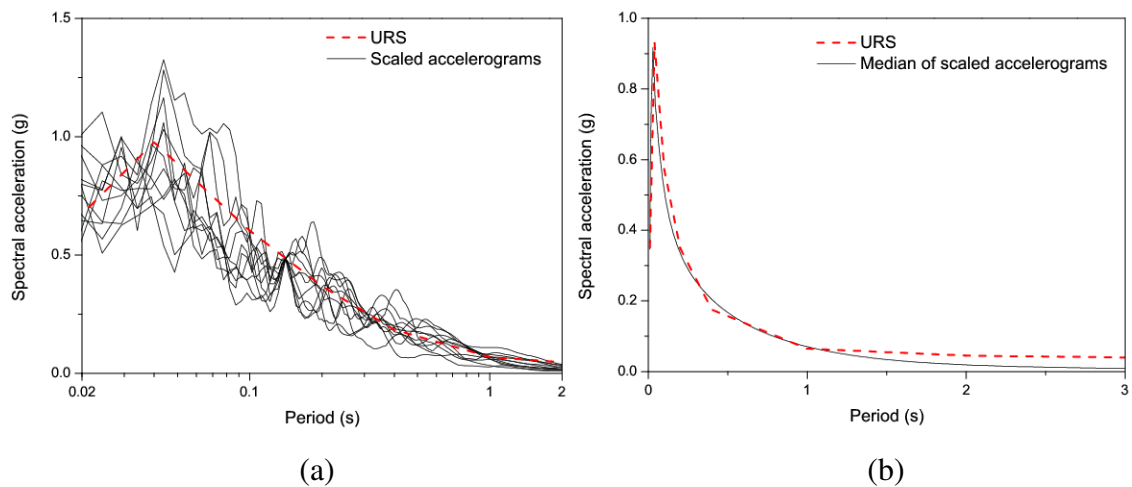 1.5
1.0
0.5
0.0
Spectral acceleration (g)
URS
Scaled accelerograms
0.02
0.1
1
2
Period (s)
(a)
1.0
0.8
0.6
0.4
0.2
0.0
Spectral acceleration (g)
URS
Median of scaled accelerograms
0
1
2
3
Period (s)
(b)